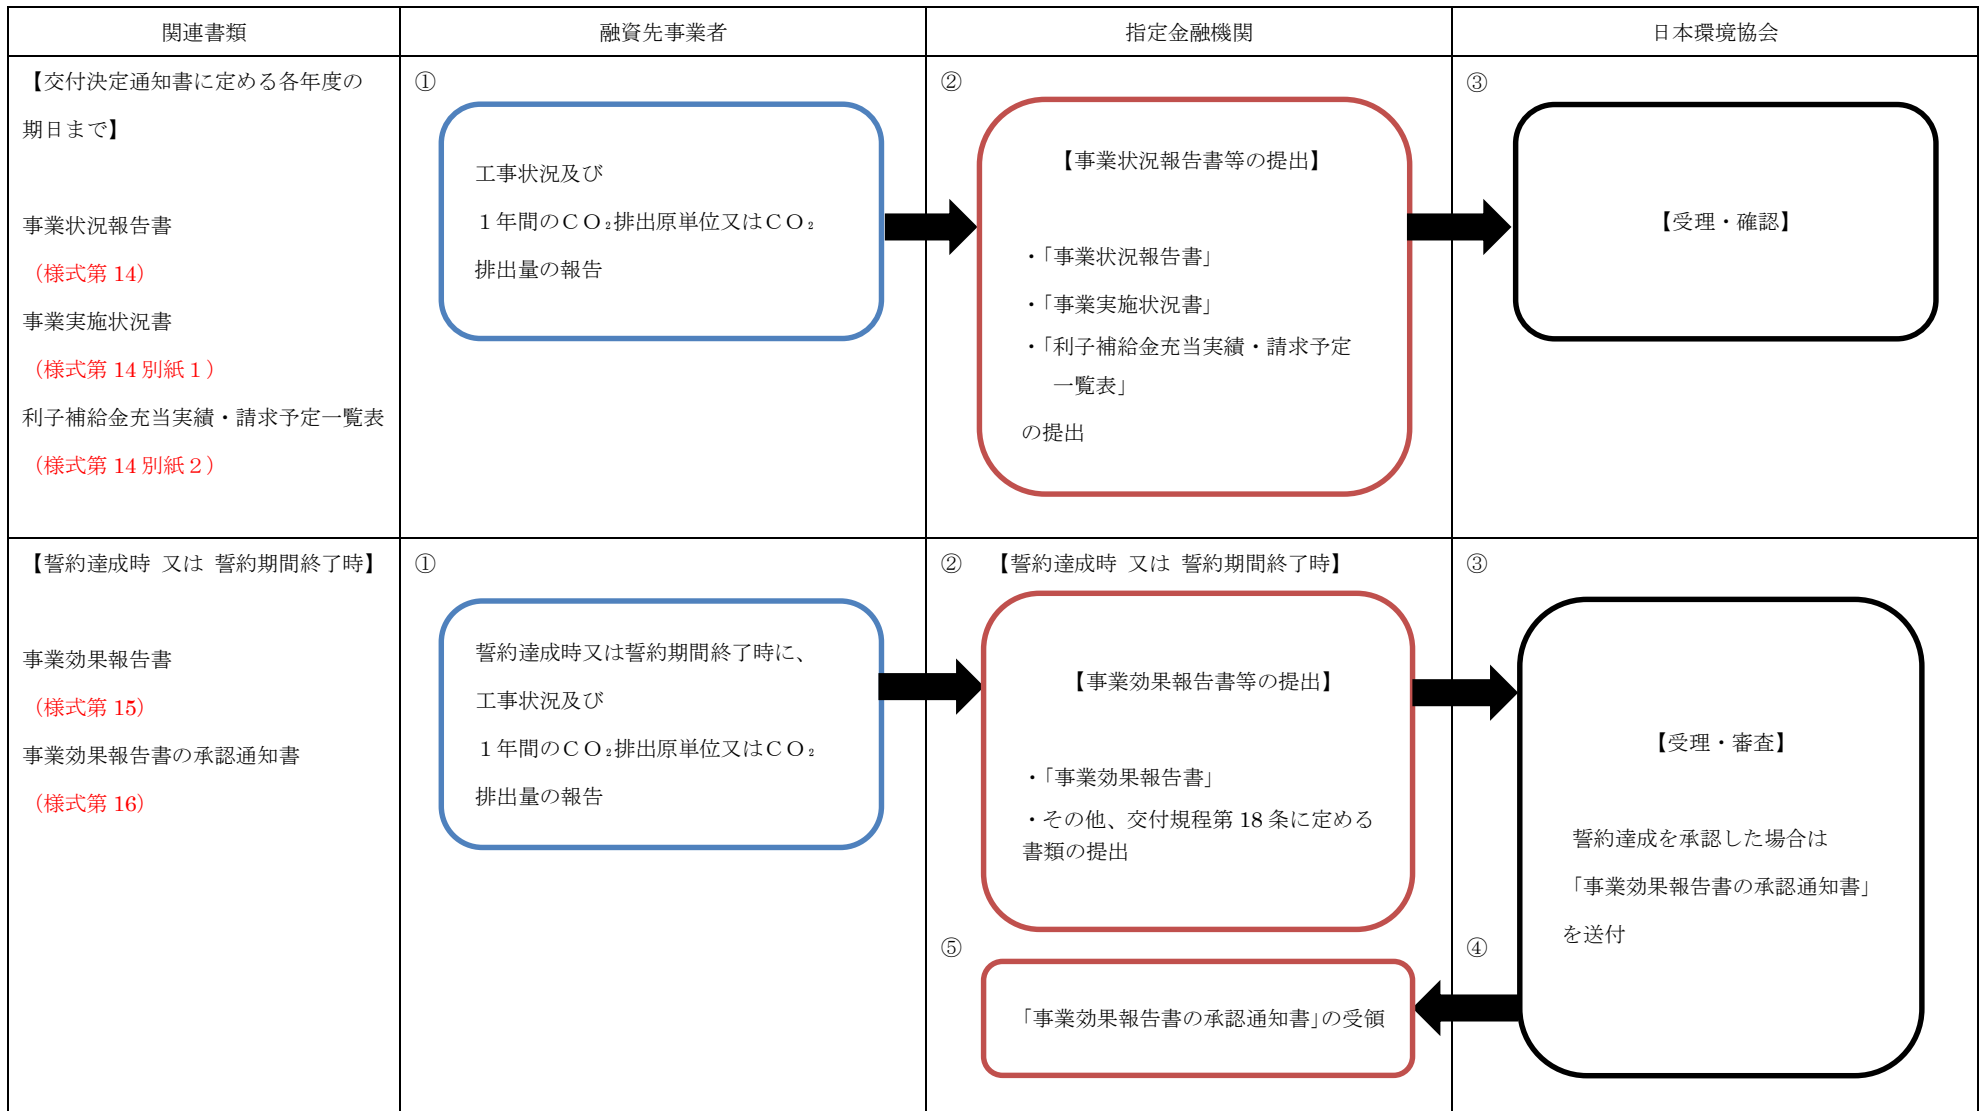 関連書類
融資先事業者
指定金融機関
日本環境協会
【交付決定通知書に定める各年度の
期日まで】
事業状況報告書
（様式第 14）
事業実施状況書
（様式第 14 別紙１）
利子補給金充当実績・請求予定一覧表
（様式第 14 別紙２）
①
工事状況及び
１年間のＣＯ₂排出原単位又はＣＯ₂
排出量の報告
②
【事業状況報告書等の提出】
・「事業状況報告書」
・「事業実施状況書」
・「利子補給金充当実績・請求予定
一覧表」
の提出
③
【受理・確認】
【誓約達成時 又は 誓約期間終了時】
事業効果報告書
（様式第 15）
事業効果報告書の承認通知書
（様式第 16）
①
誓約達成時又は誓約期間終了時に、
工事状況及び
１年間のＣＯ₂排出原単位又はＣＯ₂
排出量の報告
② 【誓約達成時 又は 誓約期間終了時】
【事業効果報告書等の提出】
・「事業効果報告書」
・その他、交付規程第 18 条に定める
書類の提出
③
【受理・審査】
誓約達成を承認した場合は
「事業効果報告書の承認通知書」
を送付
④
⑤
「事業効果報告書の承認通知書」の受領